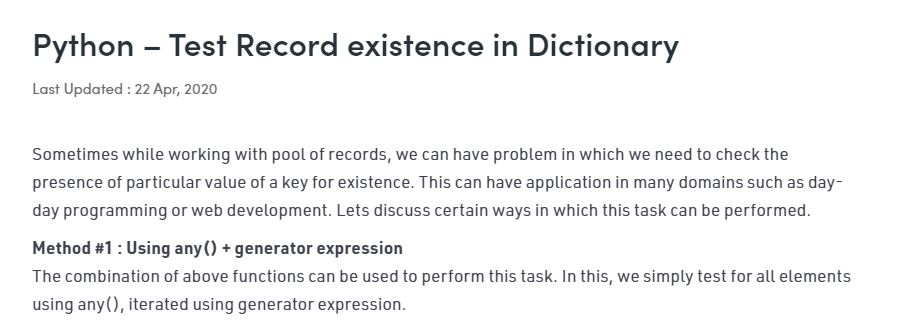 Python – Test Record existence in Dictionary
Last Updated : 22 Apr, 2020
Sometimes while working with pool of records, we can have problem in which we need to check the
presence of particular value of a key for existence. This can have application in many domains such as day-
day programming or web development. Lets discuss certain ways in which this task can be performed.
Method #1 : Using any() + generator expression
The combination of above functions can be used to perform this task. In this, we simply test for all elements
using any(), iterated using generator expression.